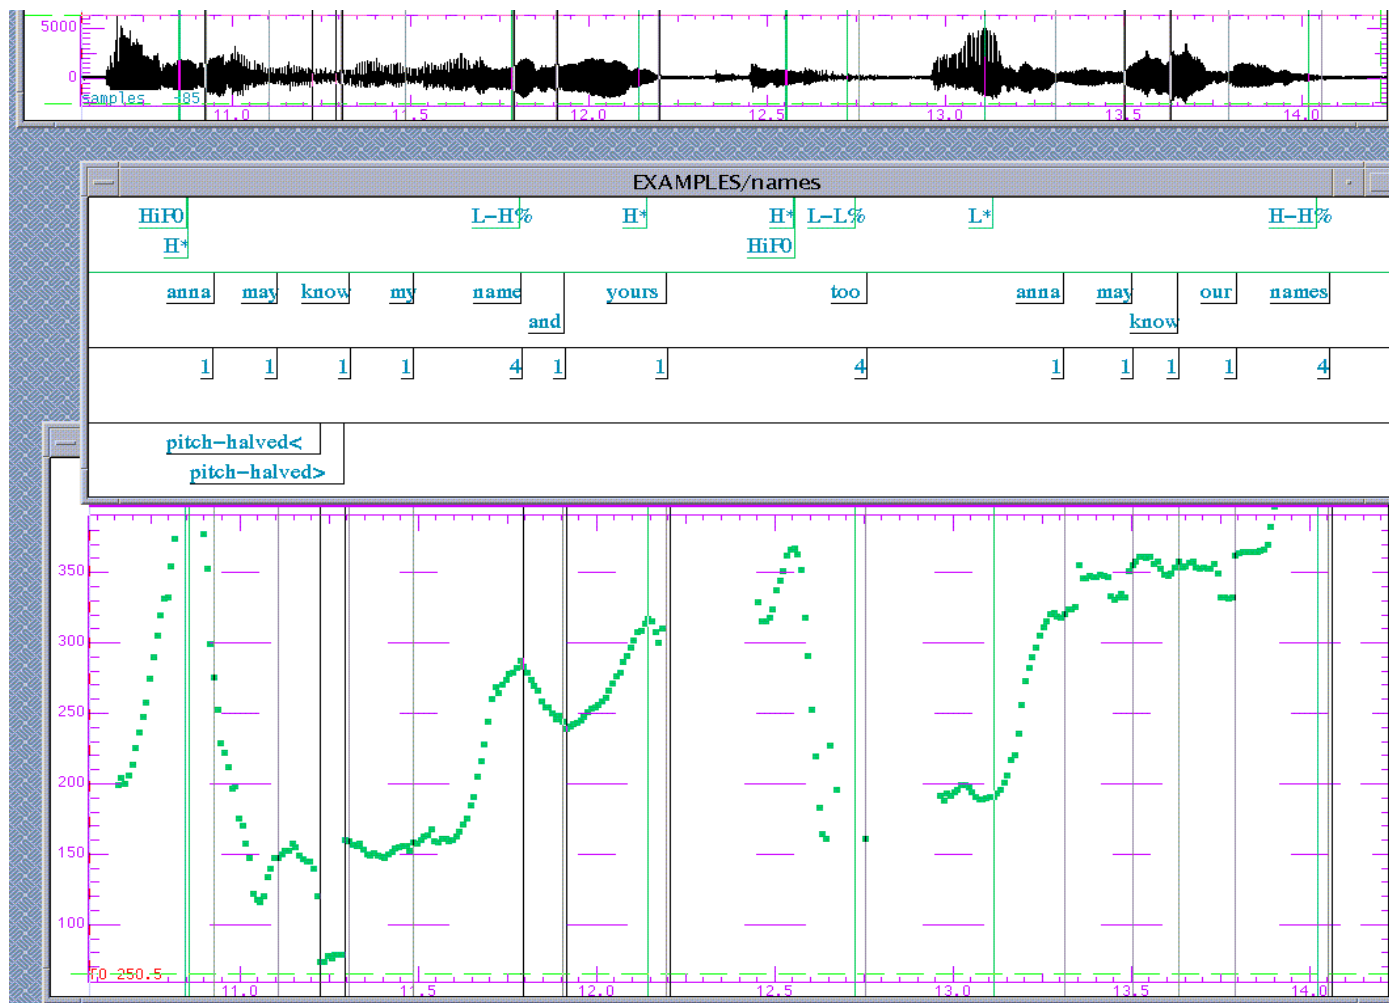 5000
0
samples -85
11.0 11.5 12.0 12.5 13.0 13.5 14.0
EXAMPLES/names
HiF0 L-H% H* H* L-L% L* H-H%
H* HiF0
anna may know my name yours too anna may our names
and know
1 1 1 1 4 1 1 4 1 1 1 1 4
pitch-halved<
pitch-halved>
350
300
250
200
150
100
F0 250.5
11.0 11.5 12.0 12.5 13.0 13.5 14.0